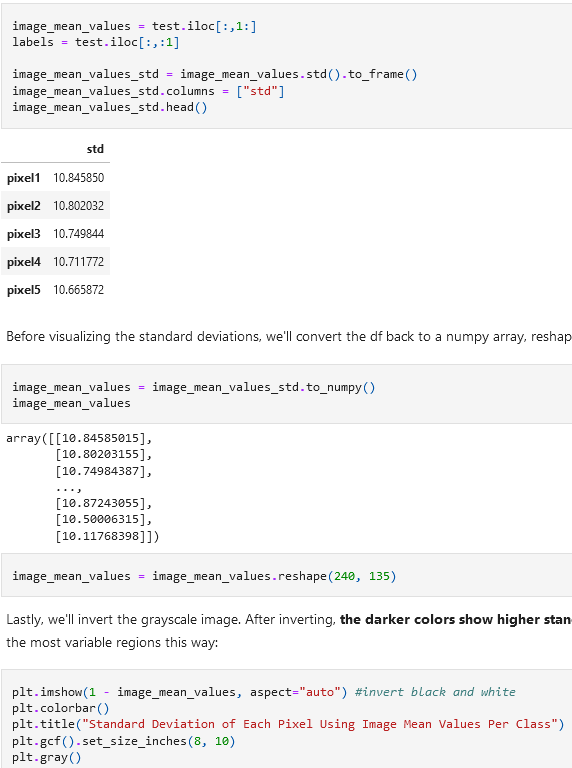 image_mean_values = test.iloc[:,1:]
labels = test.iloc[:,:1]
image_mean_values_std = image_mean_values.std().to_frame()
image_mean_values_std.columns = ["std"]
image_mean_values_std.head()
std
pixel1 10.845850
pixel2 10.802032
pixel3 10.749844
pixel4 10.711772
pixel5 10.665872
Before visualizing the standard deviations, we'll convert the df back to a numpy array, reshap
image_mean_values = image_mean_values_std.to_numpy()
image_mean_values
array([[10.84585015],
[10.80203155],
[10.74984387],
...,
[10.87243055],
[10.50006315],
[10.11768398]])
image_mean_values = image_mean_values.reshape(240, 135)
Lastly, we'll invert the grayscale image. After inverting, the darker colors show higher stan
the most variable regions this way:
plt.imshow(1 - image_mean_values, aspect="auto") #invert black and white
plt.colorbar()
plt.title("Standard Deviation of Each Pixel Using Image Mean Values Per Class")
plt.gcf().set_size_inches(8, 10)
plt.gray()